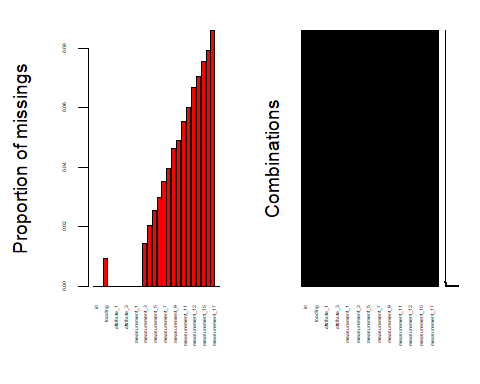 Proportion of missings
0.00
0.02
0.04
0.06
0.08
id
loading
attribute_1
attribute_3
measurement_1
measurement_3
measurement_5
measurement_7
measurement_9
measurement_11
measurement_13
measurement_15
measurement_17
Combinations
id
loading
attribute_1
attribute_3
measurement_1
measurement_3
measurement_5
measurement_7
measurement_9
measurement_11
measurement_13
measurement_15
measurement_17